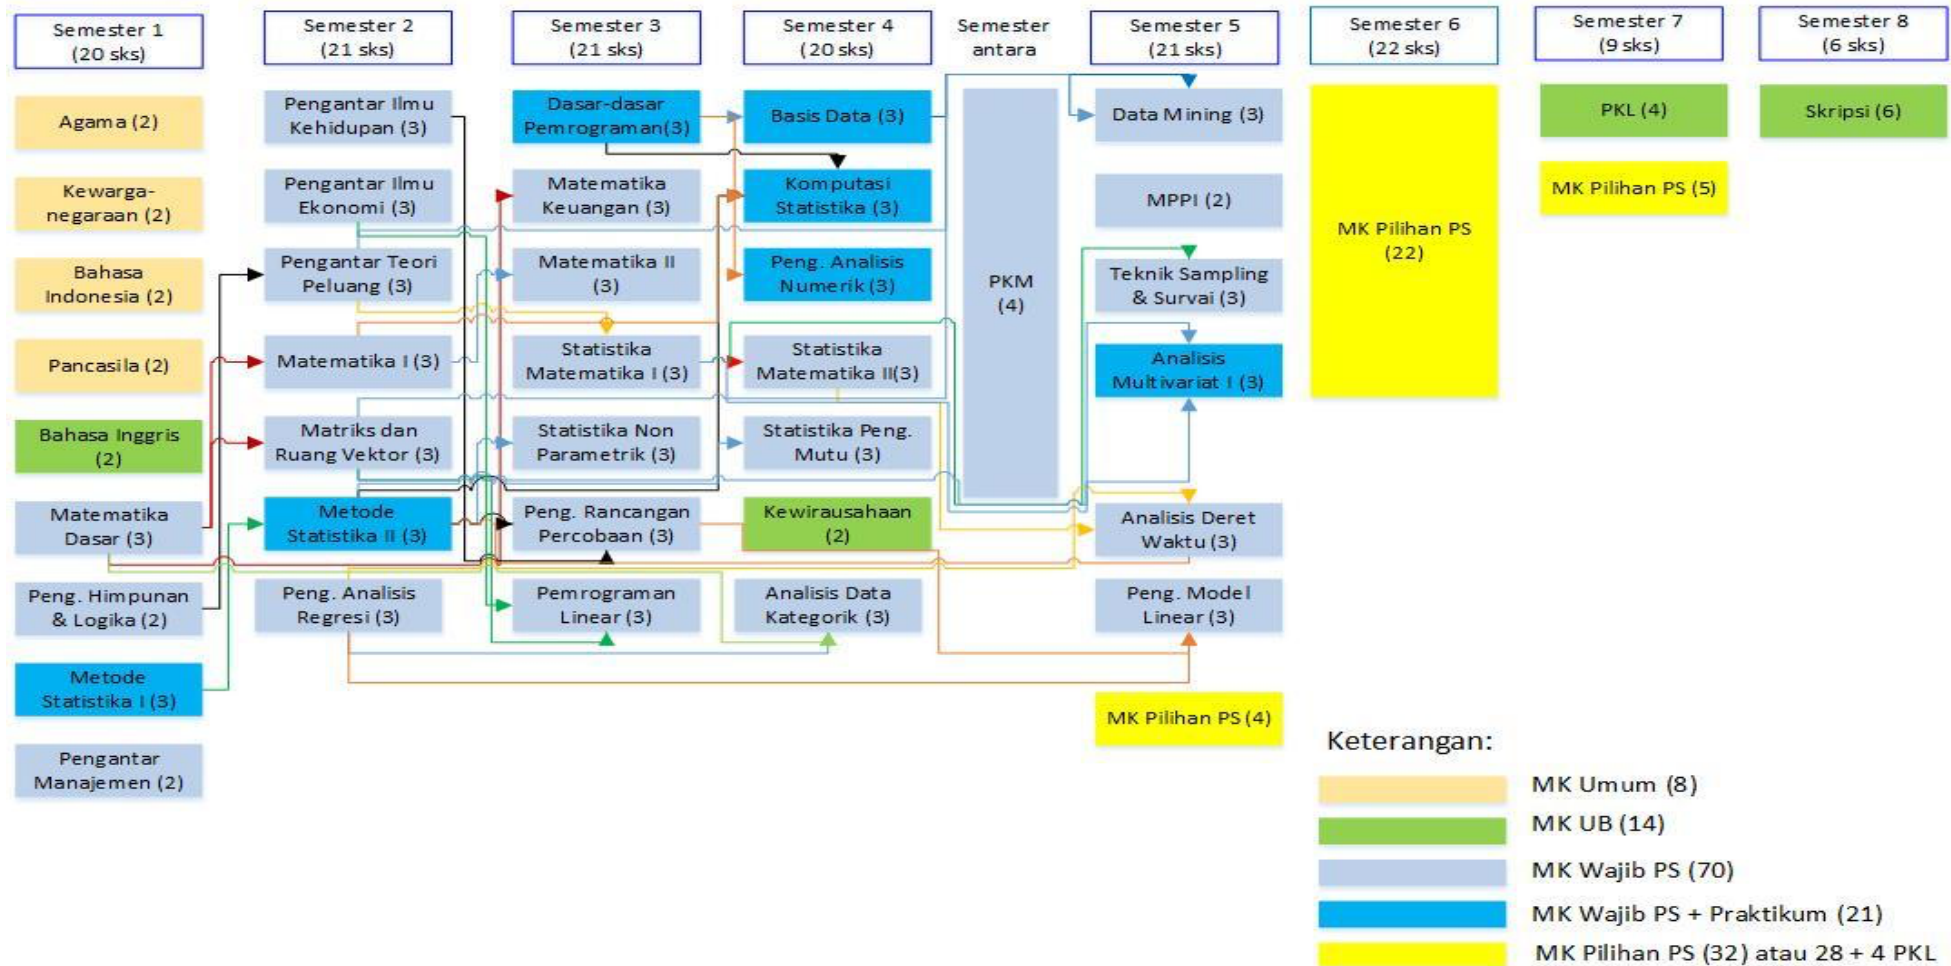 Semester 1
(20 sks)
Agama (2)
Kewarga-
negaraan (2)
Bahasa
Indonesia (2)
Pancasila (2)
Bahasa Inggris
(2)
Matematika
Dasar (3)
Peng. Himpunan
& Logika (2)
Metode
Statistika I (3)
Pengantar
Manajemen (2)
Semester 2
(21 sks)
Pengantar Ilmu
Kehidupan (3)
Pengantar Ilmu
Ekonomi (3)
Pengantar Teori
Peluang (3)
Matematika I (3)
Matriks dan
Ruang Vektor (3)
Metode
Statistika II (3)
Peng. Analisis
Regresi (3)
Semester 3
(21 sks)
Dasar-dasar
Pemrograman(3)
Matematika
Keuangan (3)
Matematika II
(3)
Statistika
Matematika I (3)
Statistika Non
Parametrik (3)
Peng. Rancangan
Percobaan (3)
Pemrograman
Linear (3)
Semester 4
(20 sks)
Basis Data (3)
Komputasi
Statistika (3)
Peng. Analisis
Numerik (3)
Statistika
Matematika II(3)
Statistika Peng.
Mutu (3)
Kewirausahaan
(2)
Analisis Data
Kategorik (3)
Semester
antara
PKM
(4)
Semester 5
(21 sks)
Data Mining (3)
MPPI (2)
Teknik Sampling
& Survai (3)
Analisis
Multivariat I (3)
Analisis Deret
Waktu (3)
Peng. Model
Linear (3)
MK Pilihan PS (4)
Semester 6
(22 sks)
MK Pilihan PS
(22)
Semester 7
(9 sks)
PKL (4)
MK Pilihan PS (5)
Semester 8
(6 sks)
Skripsi (6)
Keterangan:
MK Umum (8)
MK UB (14)
MK Wajib PS (70)
MK Wajib PS + Praktikum (21)
MK Pilihan PS (32) atau 28 + 4 PKL